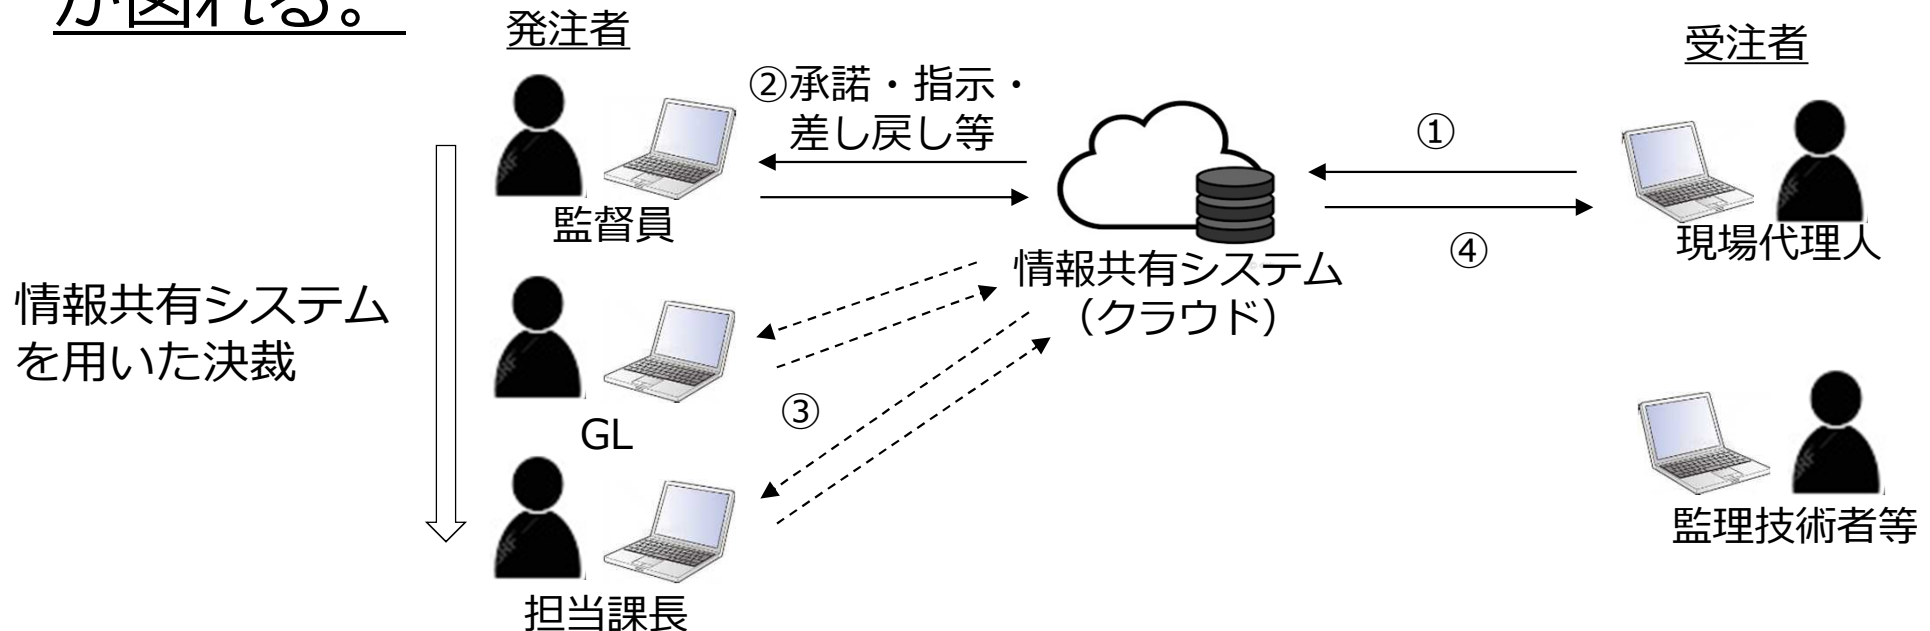 が図れる。
発注者
受注者
②承諾・指示・
差し戻し等
①
監督員
④
現場代理人
情報共有システム
（クラウド）
情報共有システム
を用いた決裁
GL
③
監理技術者等
担当課長